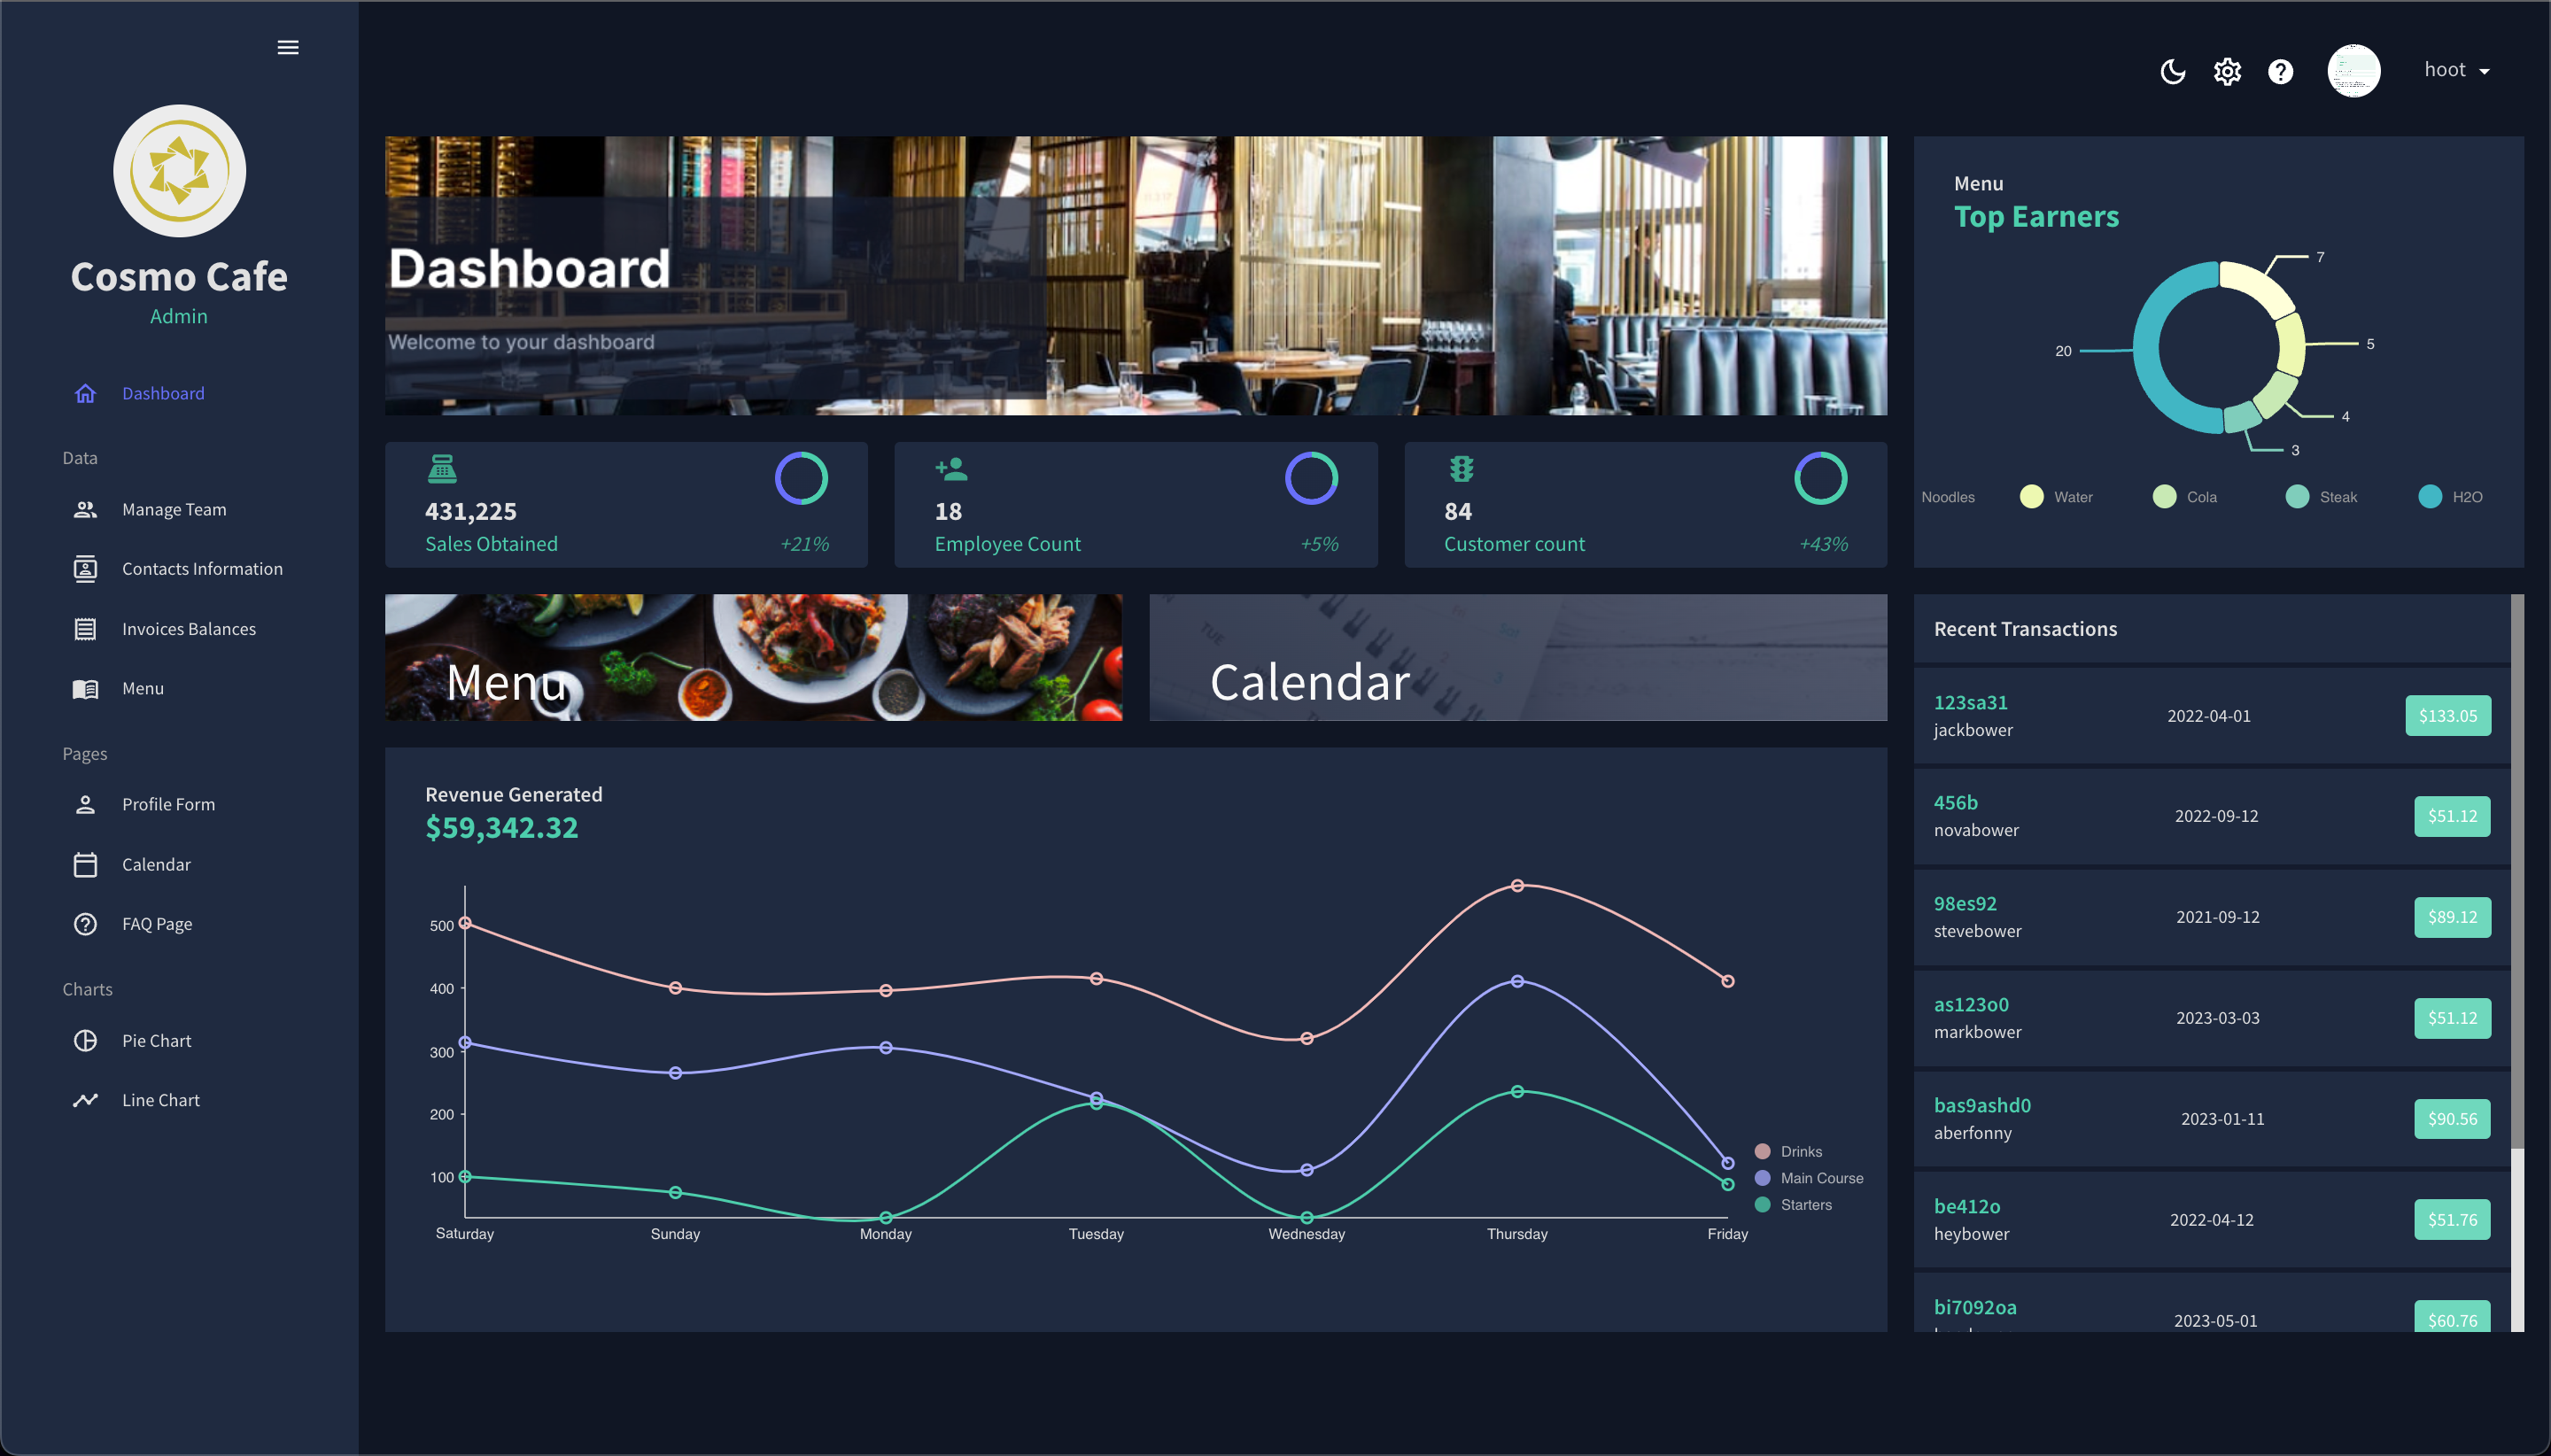 Cosmo Cafe
Admin
Dashboard
Data
Manage Team
Contacts Information
Invoices Balances
Menu
Pages
Profile Form
Calendar
FAQ Page
Charts
Pie Chart
Line Chart
hoot
Dashboard
Welcome to your dashboard
431,225
Sales Obtained
+21%
18
Employee Count
+5%
84
Customer count
+43%
Menu
Top Earners
7
5
4
3
20
Noodles
Water
Cola
Steak
H2O
Menu
TUE
Calendar
Revenue Generated
$59,342.32
500
400
300
200
100
Saturday
Sunday
Monday
Tuesday
Wednesday
Thursday
Friday
Drinks
Main Course
Starters
Recent Transactions
123sa31
jackbower
2022-04-01
$133.05
456b
novabower
2022-09-12
$51.12
98es92
stevebower
2021-09-12
$89.12
as123o0
markbower
2023-03-03
$51.12
bas9ashd0
aberfonny
2023-01-11
$90.56
be412o
heybower
2022-04-12
$51.76
bi7092oa
2023-05-01
$60.76